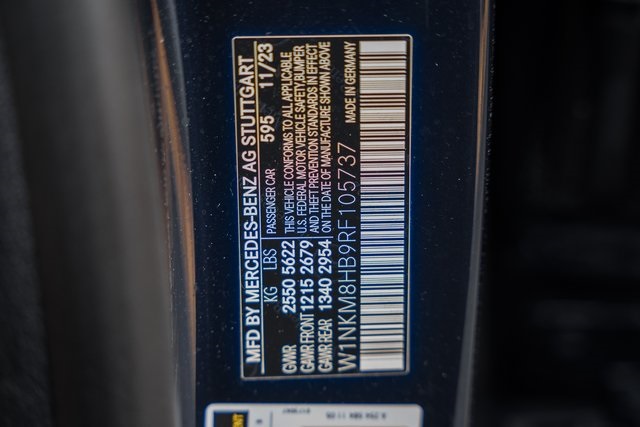 MFD BY MERCEDES-BENZ AG STUTTGART
KG LBS PASSENGER CAR 595 11/23
GVWR 2550 5622 THIS VEHICLE CONFORMS TO ALL APPLICABLE
U.S. FEDERAL MOTOR VEHICLE SAFETY, BUMPER
GAWR FRONT 1215 2679 AND THEFT PREVENTION STANDARDS IN EFFECT
GAWR REAR 1340 2954 ON THE DATE OF MANUFACTURE SHOWN ABOVE
W1NKM8HB9RF105737 MADE IN GERMANY